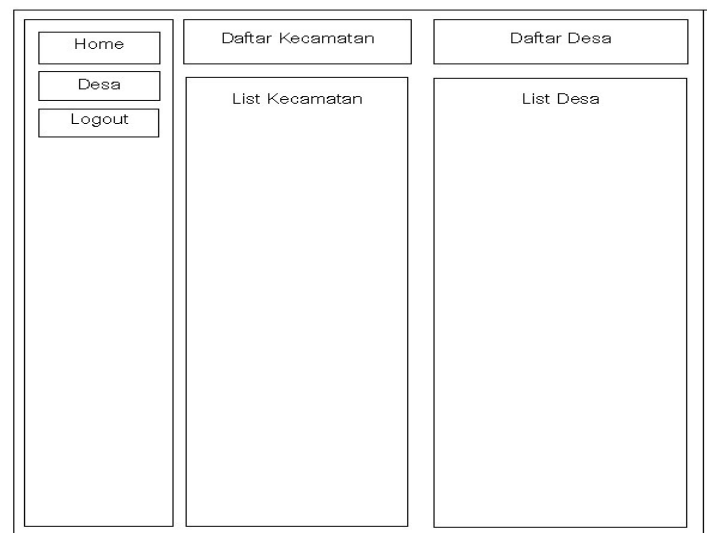 Home
Desa
Logout
Daftar Kecamatan
List Kecamatan
Daftar Desa
List Desa